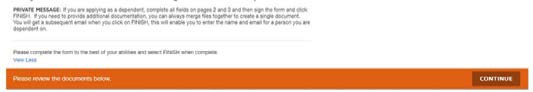 PRIVATE MESSAGE: If you are applying as a dependent, complete all fields on pages 2 and 3 and then sign the form and click
FINISH. If you need to provide additional documentation, you can always merge files together to create a single document.
You will get a subsequent email when you click on FINISH, this will enable you to enter the name and email for a person you are
dependent on.
Please complete the form to the best of your abilities and select FINISH when complete.
View Less
Please review the documents below.
CONTINUE